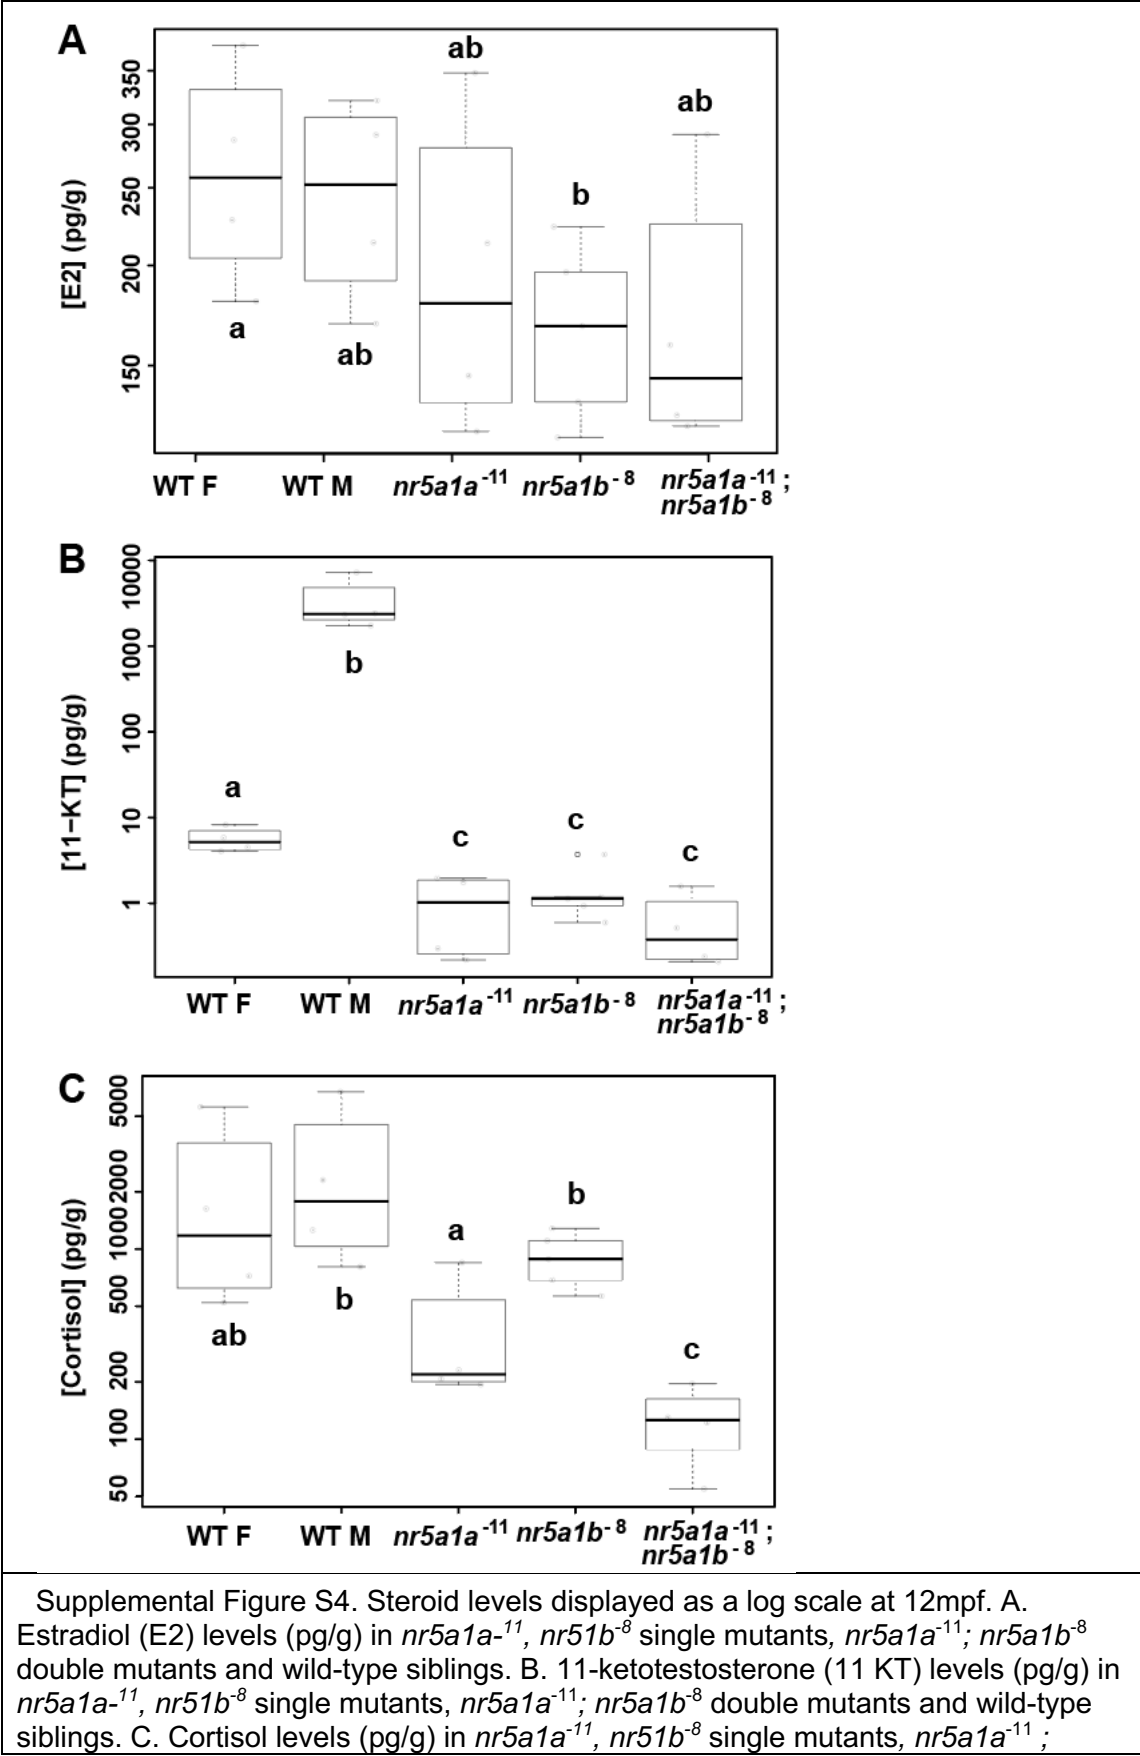 A
ab
ab
b
a
ab
[E2] (pg/g)
350
300
250
200
150
WT F WT M nr5a1a-11 nr5a1b-8 nr5a1a-11 ;
nr5a1b-8
B
a
b
c
c
c
[11−KT] (pg/g)
10000
1000
100
10
1
WT F WT M nr5a1a-11 nr5a1b-8 nr5a1a-11 ;
nr5a1b-8
C
ab
b
a
b
c
[Cortisol] (pg/g)
5000
2000
1000
500
200
100
50
WT F WT M nr5a1a-11 nr5a1b-8 nr5a1a-11 ;
nr5a1b-8
Supplemental Figure S4. Steroid levels displayed as a log scale at 12mpf. A.
Estradiol (E2) levels (pg/g) in nr5a1a-11, nr51b-8 single mutants, nr5a1a-11; nr5a1b-8
double mutants and wild-type siblings. B. 11-ketotestosterone (11 KT) levels (pg/g) in
nr5a1a-11, nr51b-8 single mutants, nr5a1a-11; nr5a1b-8 double mutants and wild-type
siblings. C. Cortisol levels (pg/g) in nr5a1a-11, nr51b-8 single mutants, nr5a1a-11 ;